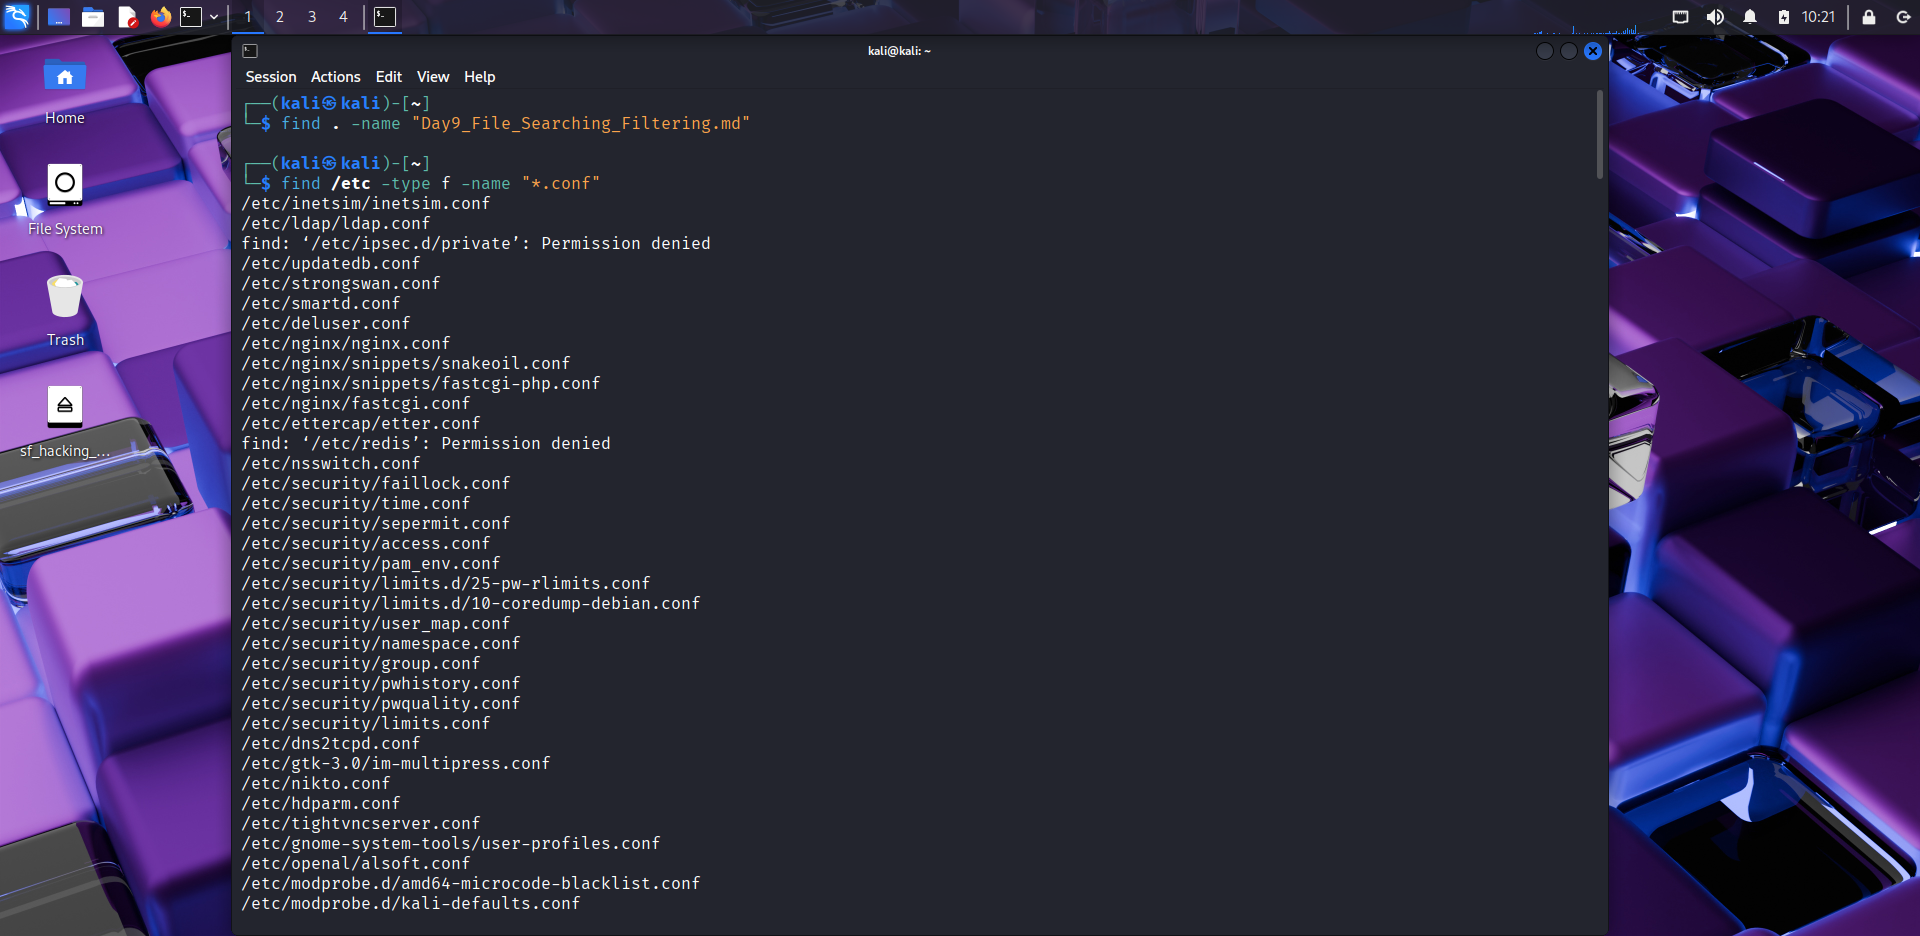 1 2 3 4
10:21
kali@kali: ~
Session Actions Edit View Help
Home
File System
Trash
sf_hacking_...
┌──(kali㉿kali)-[~]
└─$ find . -name "Day9_File_Searching_Filtering.md"
┌──(kali㉿kali)-[~]
└─$ find /etc -type f -name "*.conf"
/etc/inetsim/inetsim.conf
/etc/ldap/ldap.conf
find: ‘/etc/ipsec.d/private’: Permission denied
/etc/updatedb.conf
/etc/strongswan.conf
/etc/smartd.conf
/etc/deluser.conf
/etc/nginx/nginx.conf
/etc/nginx/snippets/snakeoil.conf
/etc/nginx/snippets/fastcgi-php.conf
/etc/nginx/fastcgi.conf
/etc/ettercap/etter.conf
find: ‘/etc/redis’: Permission denied
/etc/nsswitch.conf
/etc/security/faillock.conf
/etc/security/time.conf
/etc/security/sepermit.conf
/etc/security/access.conf
/etc/security/pam_env.conf
/etc/security/limits.d/25-pw-rlimits.conf
/etc/security/limits.d/10-coredump-debian.conf
/etc/security/user_map.conf
/etc/security/namespace.conf
/etc/security/group.conf
/etc/security/pwhistory.conf
/etc/security/pwquality.conf
/etc/security/limits.conf
/etc/dns2tcpd.conf
/etc/gtk-3.0/im-multipress.conf
/etc/nikto.conf
/etc/hdparm.conf
/etc/tightvncserver.conf
/etc/gnome-system-tools/user-profiles.conf
/etc/openal/alsoft.conf
/etc/modprobe.d/amd64-microcode-blacklist.conf
/etc/modprobe.d/kali-defaults.conf